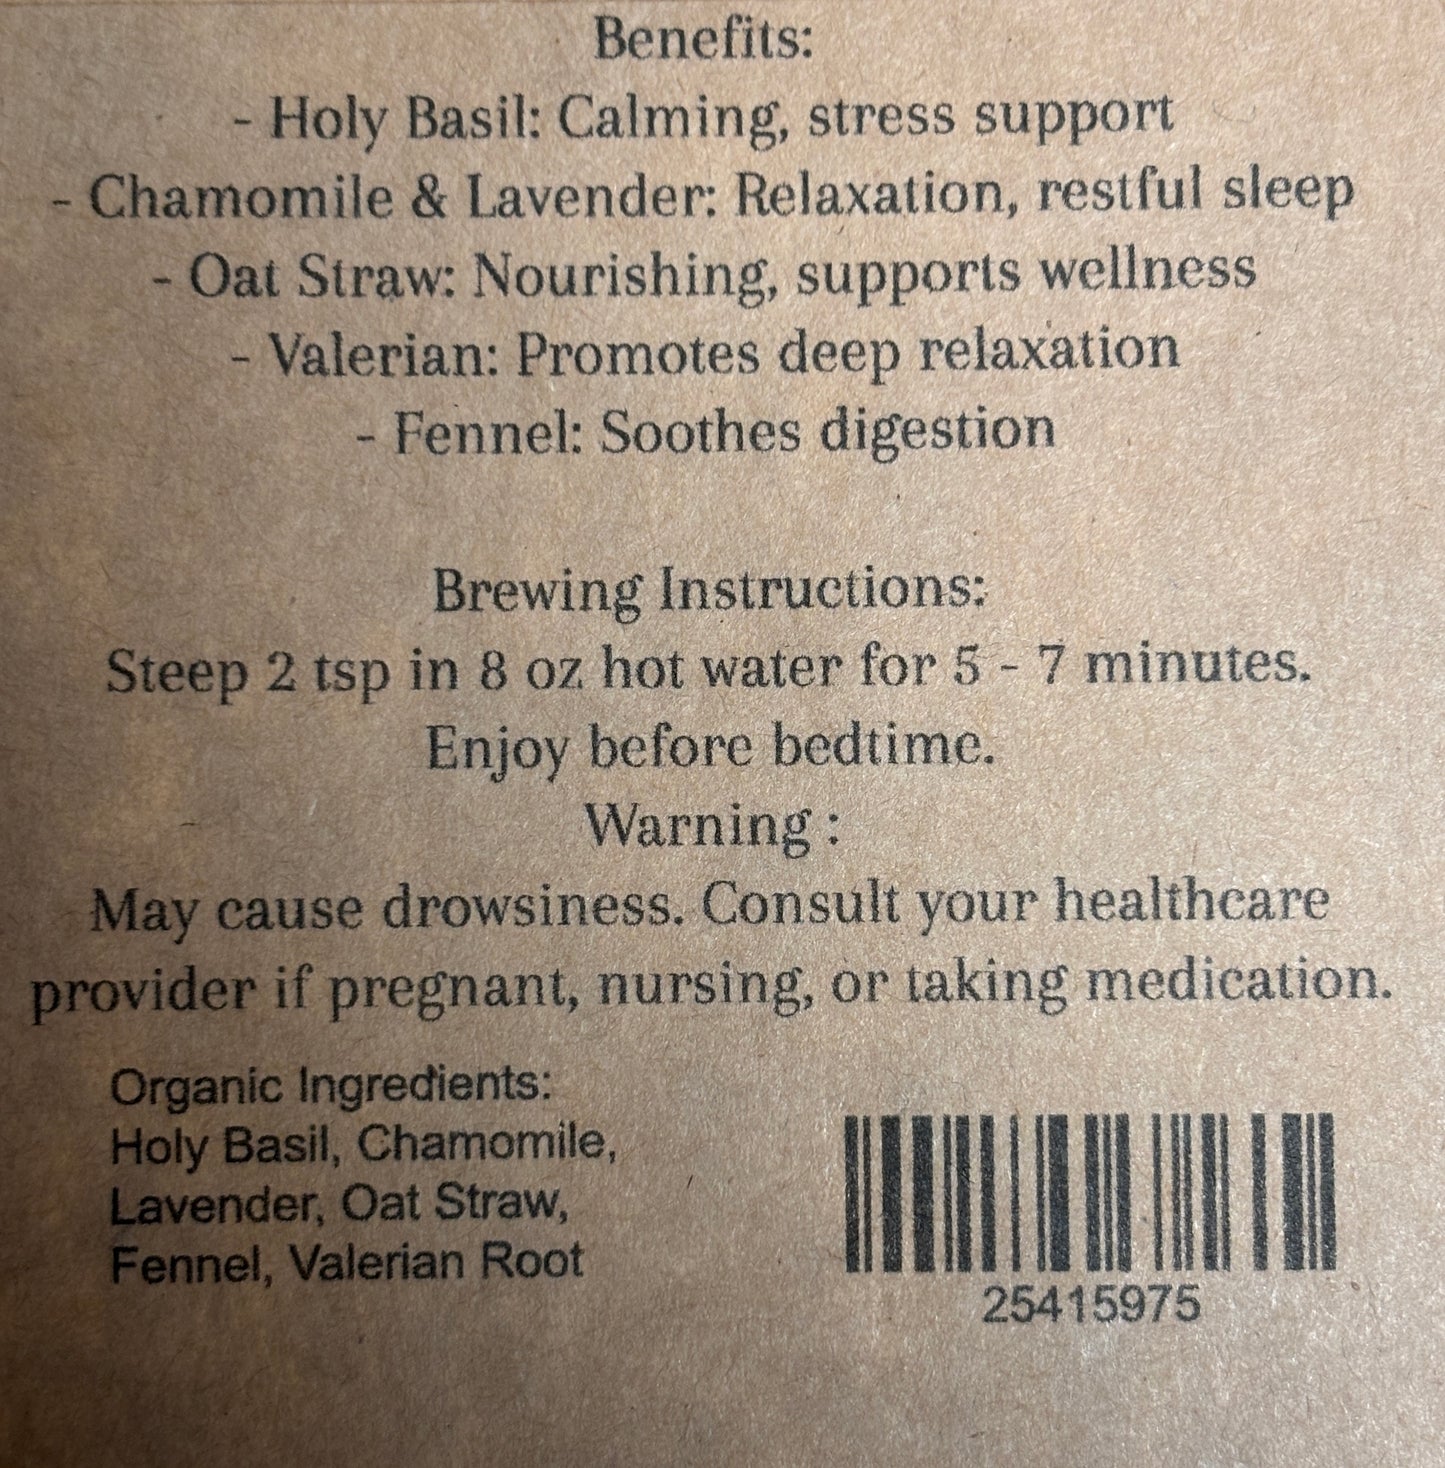 Benefits:
- Holy Basil: Calming, stress support
- Chamomile & Lavender: Relaxation, restful sleep
- Oat Straw: Nourishing, supports wellness
- Valerian: Promotes deep relaxation
- Fennel: Soothes digestion
Brewing Instructions:
Steep 2 tsp in 8 oz hot water for 5 - 7 minutes.
Enjoy before bedtime.
Warning :
May cause drowsiness. Consult your healthcare
provider if pregnant, nursing, or taking medication.
Organic Ingredients:
Holy Basil, Chamomile,
Lavender, Oat Straw,
Fennel, Valerian Root
25415975